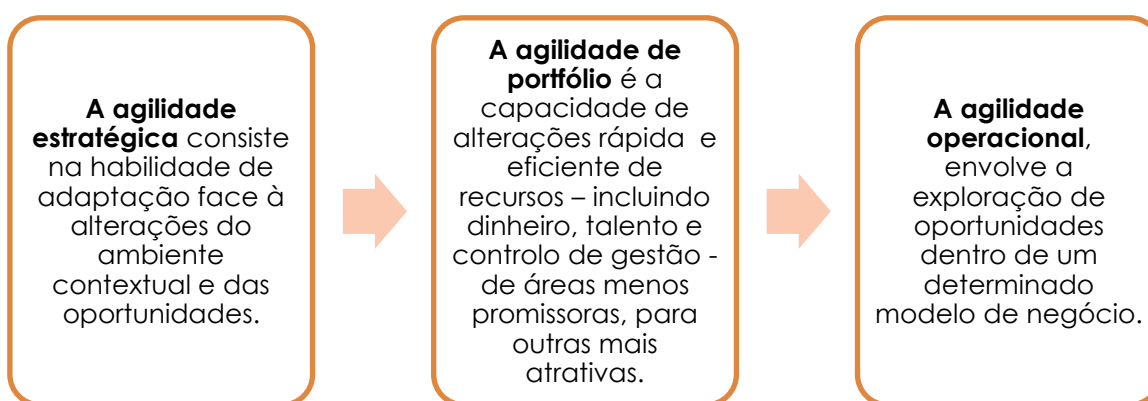 A agilidade
estratégica consiste
na habilidade de
adaptação face à
alterações do
ambiente
contextual e das
oportunidades.
A agilidade de
portfólio é a
capacidade de
alterações rápida e
eficiente de
recursos – incluindo
dinheiro, talento e
controlo de gestão -
de áreas menos
promissoras, para
outras mais
atrativas.
A agilidade
operacional,
envolve a
exploração de
oportunidades
dentro de um
determinado
modelo de negócio.